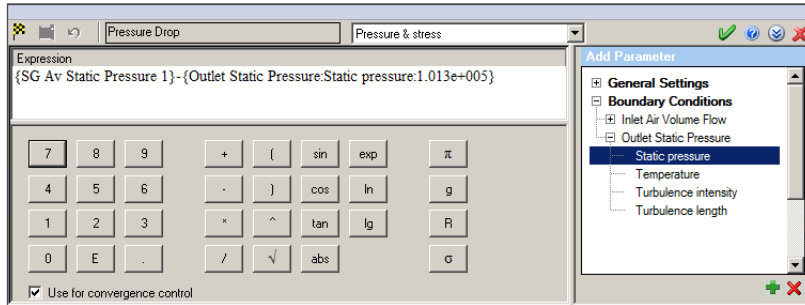 Pressure Drop
Pressure & stress
Expression
{SG Av Static Pressure 1}-{Outlet Static Pressure:Static pressure:1.013e+005}
7 8 9 + ( sin exp π
4 5 6 - ) cos ln g
1 2 3 * ^ tan lg R
0 E . / √ abs σ
Use for convergence control
Add Parameter
General Settings
Boundary Conditions
Inlet Air Volume Flow
Outlet Static Pressure
Static pressure
Temperature
Turbulence intensity
Turbulence length